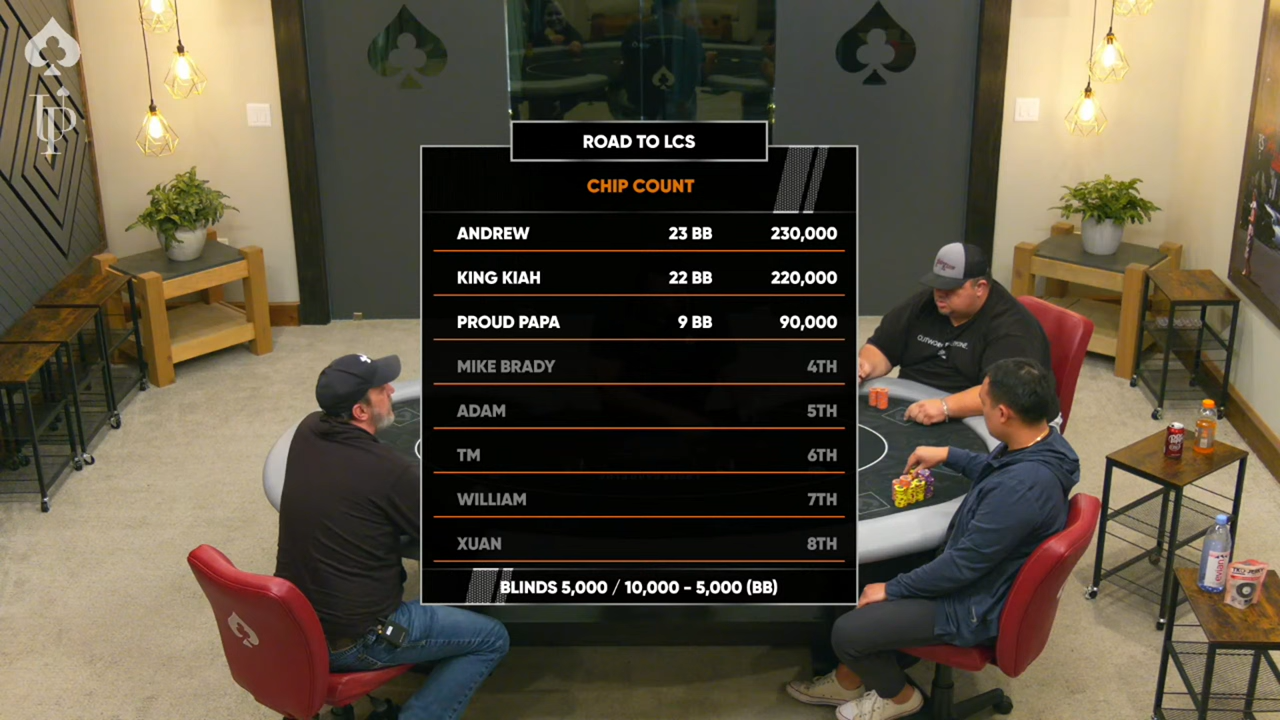 UP
ROAD TO LCS
CHIP COUNT
ANDREW 23 BB 230,000
KING KIAH 22 BB 220,000
PROUD PAPA 9 BB 90,000
MIKE BRADY 4TH
ADAM 5TH
TM 6TH
WILLIAM 7TH
XUAN 8TH
BLINDS 5,000 / 10,000 - 5,000 (BB)
evian